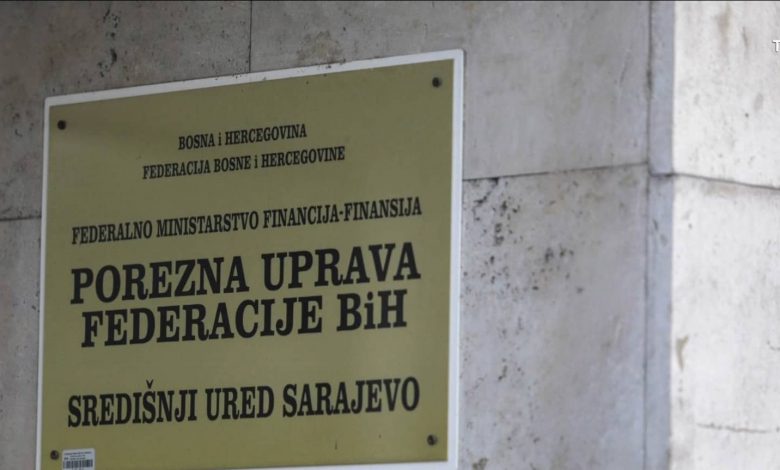 BOSNA i HERCEGOVINA
FEDERACIJA BOSNE i HERCEGOVINE
FEDERALNO MINISTARSTVO FINANCIJA-FINANSIJA
POREZNA UPRAVA
FEDERACIJE BiH
SREDIŠNJI URED SARAJEVO